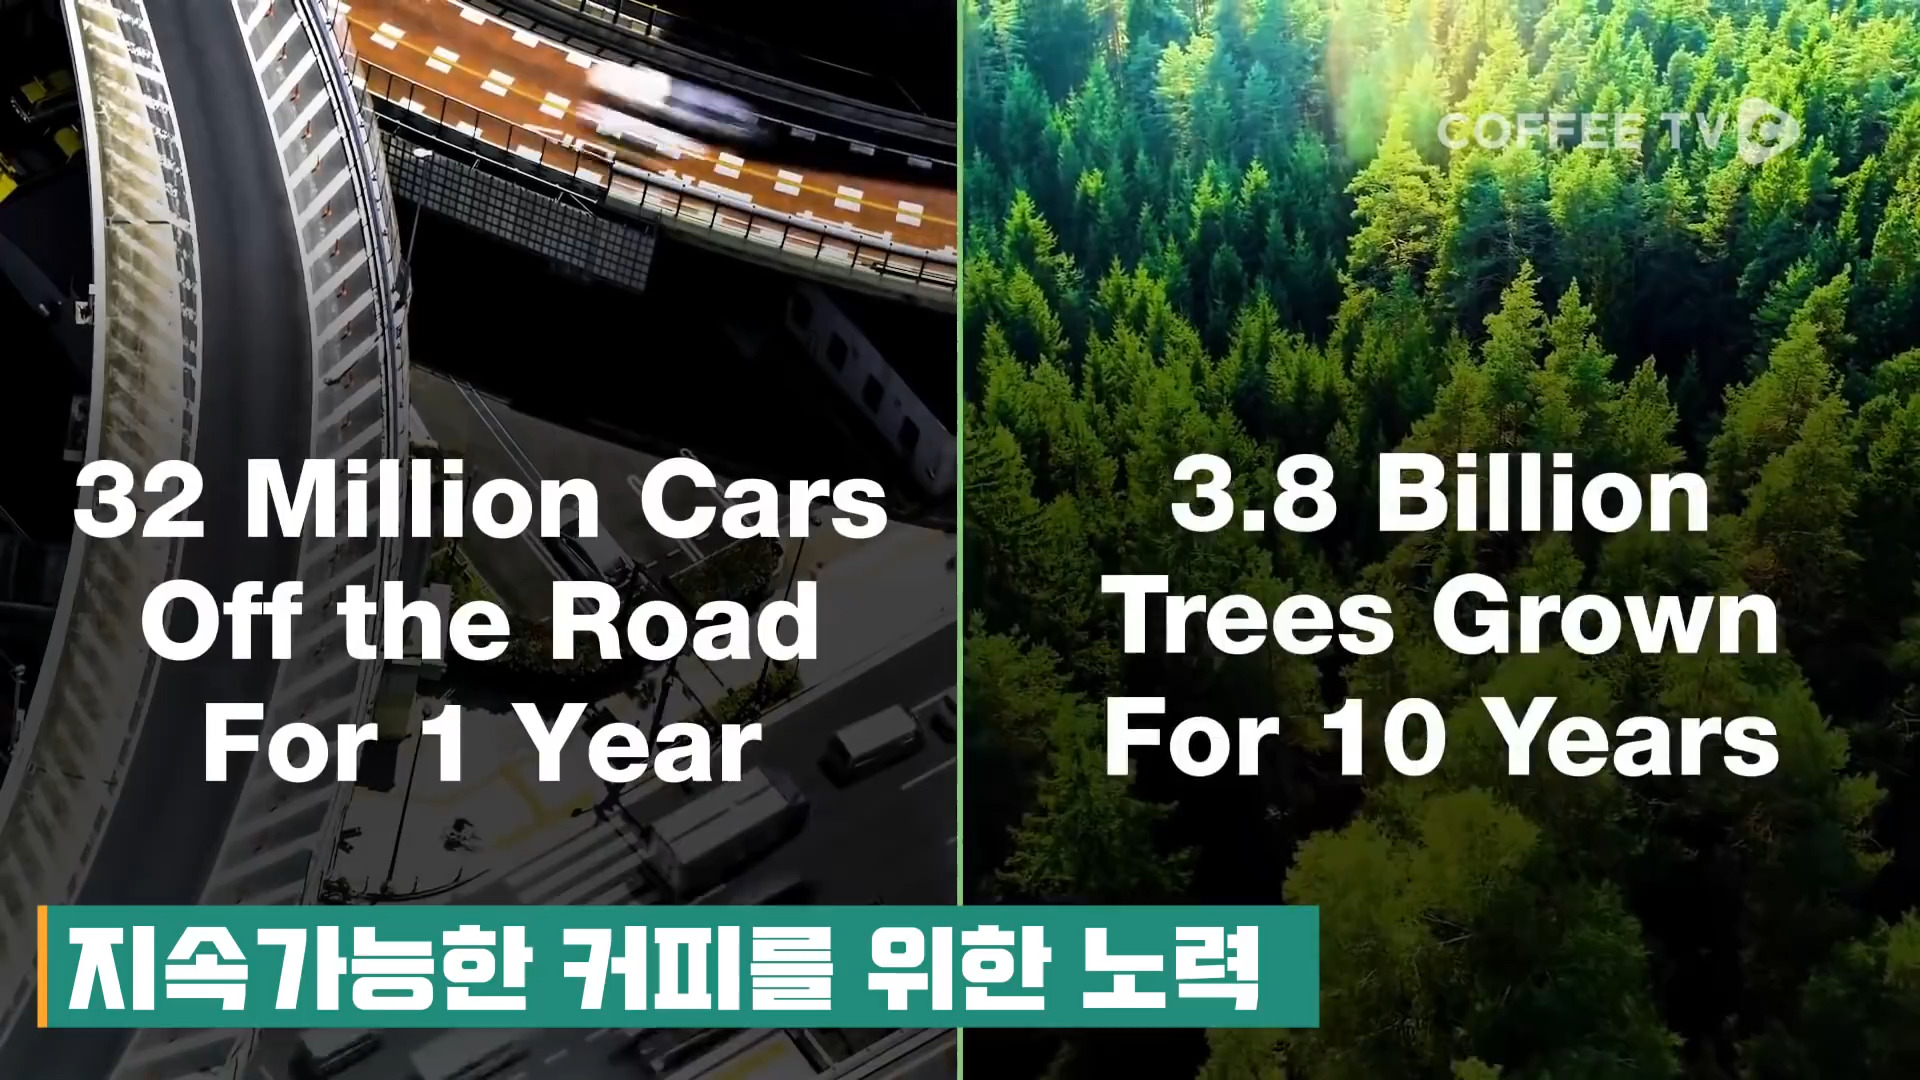 COFFEE TV
32 Million Cars
Off the Road
For 1 Year
3.8 Billion
Trees Grown
For 10 Years
지속가능한 커피를 위한 노력